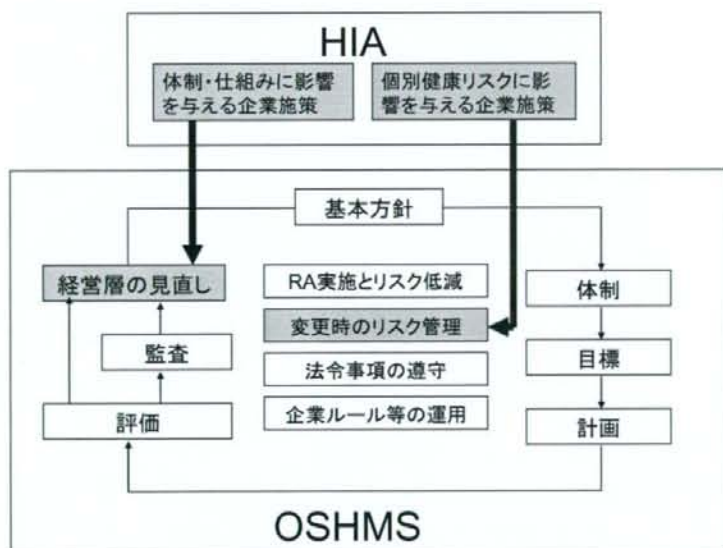 HIA
体制・仕組みに影響
を与える企業施策
個別健康リスクに影
響を与える企業施策
基本方針
経営層の見直し
RA実施とリスク低減
体制
変更時のリスク管理
監査
目標
法令事項の遵守
評価
企業ルール等の運用
計画
OSHMS